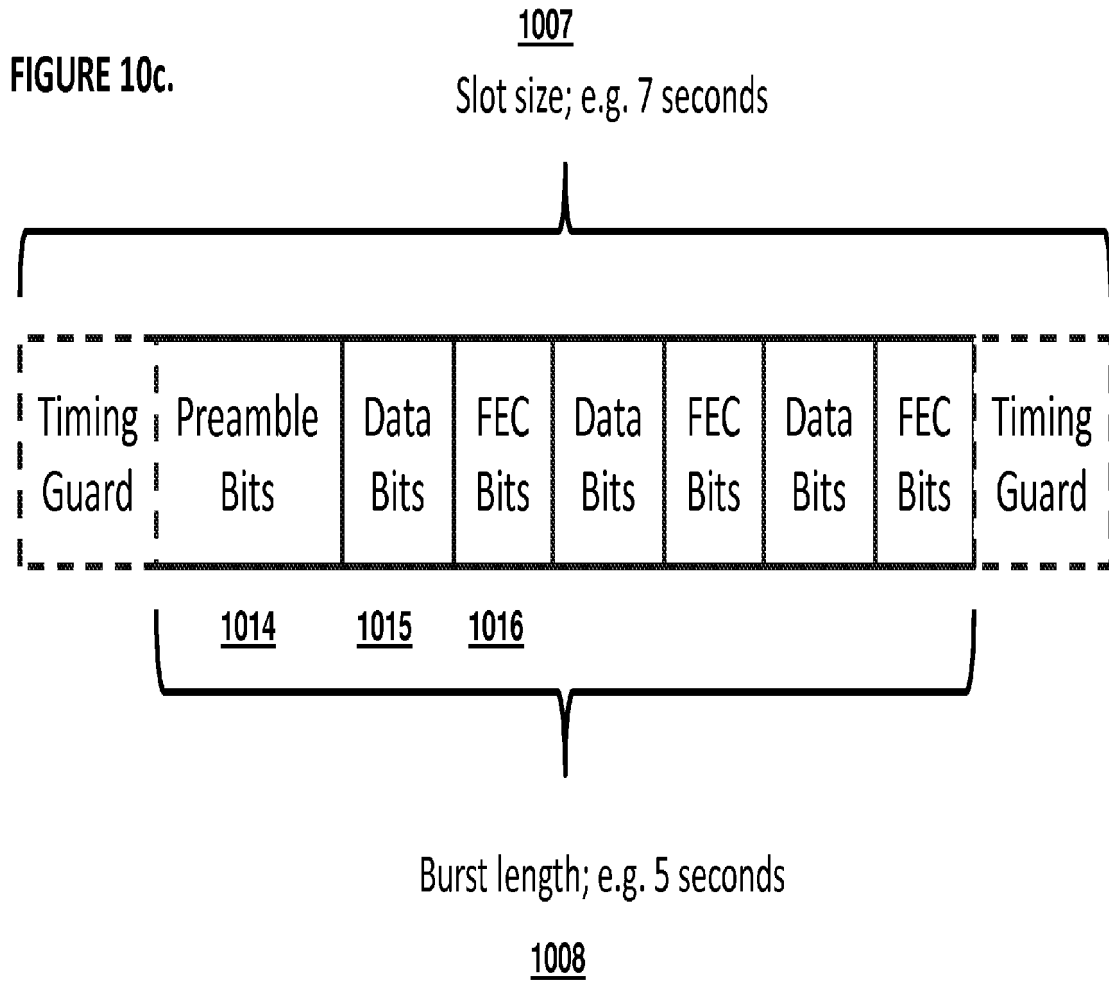 1007
FIGURE 10c.
Slot size; e.g. 7 seconds
Timing Guard
Preamble Bits
Data Bits
FEC Bits
Data Bits
FEC Bits
Data Bits
FEC Bits
Timing Guard
1014 1015 1016
Burst length; e.g. 5 seconds
1008